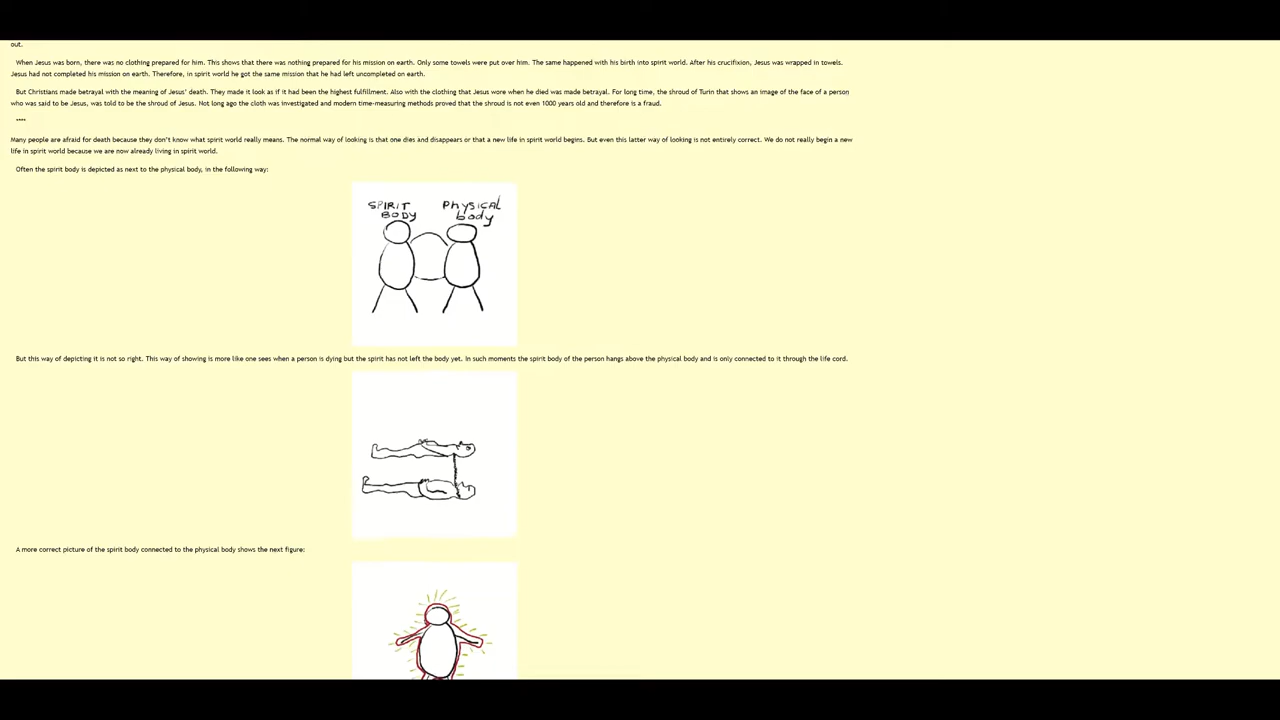 out.
When Jesus was born, there was no clothing prepared for him. This shows that there was nothing prepared for his mission on earth. Only some towels were put over him. The same happened with his birth into spirit world. After his crucifixion, Jesus was wrapped in towels.
Jesus had not completed his mission on earth. Therefore, in spirit world he got the same mission that he had left uncompleted on earth.
But Christians made betrayal with the meaning of Jesus' death. They made it look as if it had been the highest fulfillment. Also with the clothing that Jesus wore when he died was made betrayal. For long time, the shroud of Turin that shows an image of the face of a person
who was said to be Jesus, was told to be the shroud of Jesus. Not long ago the cloth was investigated and modern time-measuring methods proved that the shroud is not even 1000 years old and therefore is a fraud.
****
Many people are afraid for death because they don't know what spirit world really means. The normal way of looking is that one dies and disappears or that a new life in spirit world begins. But even this latter way of looking is not entirely correct. We do not really begin a new
life in spirit world because we are now already living in spirit world.
Often the spirit body is depicted as next to the physical body, in the following way:
SPIRIT BODY
PhysicAL body
But this way of depicting it is not so right. This way of showing is more like one sees when a person is dying but the spirit has not left the body yet. In such moments the spirit body of the person hangs above the physical body and is only connected to it through the life cord.
A more correct picture of the spirit body connected to the physical body shows the next figure: